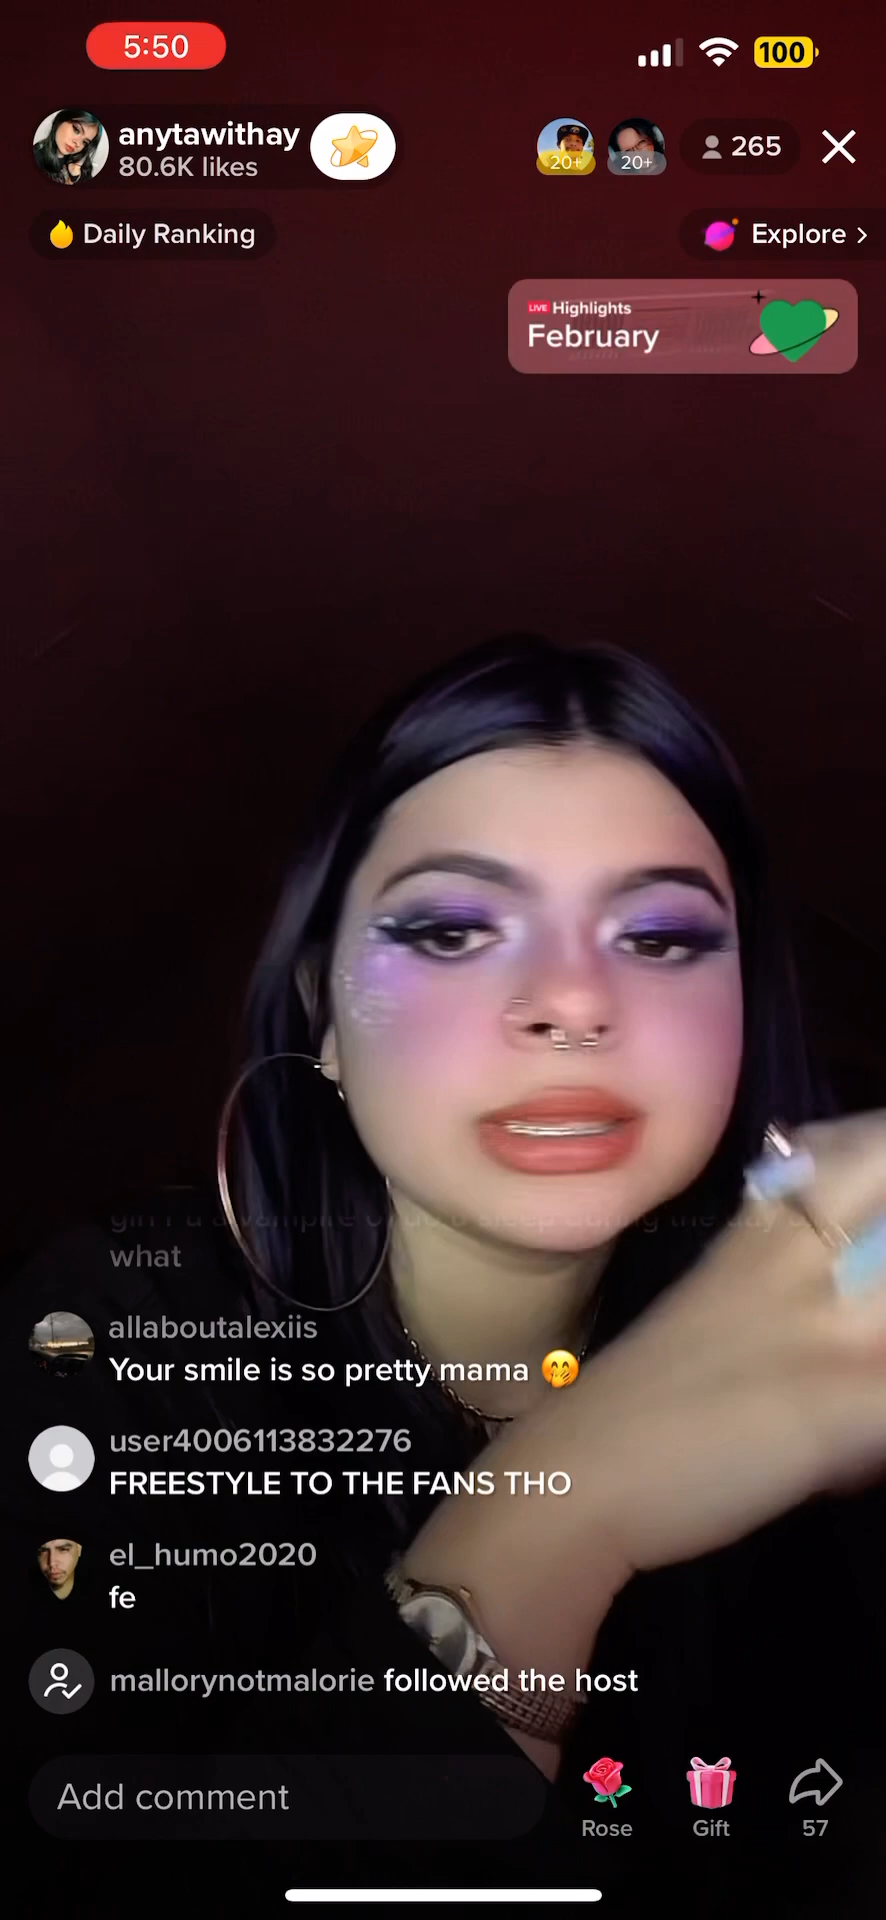 5:50
100
anytawithay
80.6K likes
20+
20+
265
Daily Ranking
Explore >
LIVE Highlights
February
what
allaboutalexiis
Your smile is so pretty mama 🤭
user4006113832276
FREESTYLE TO THE FANS THO
el_humo2020
fe
mallorynotmalorie followed the host
Add comment
Rose
Gift
57